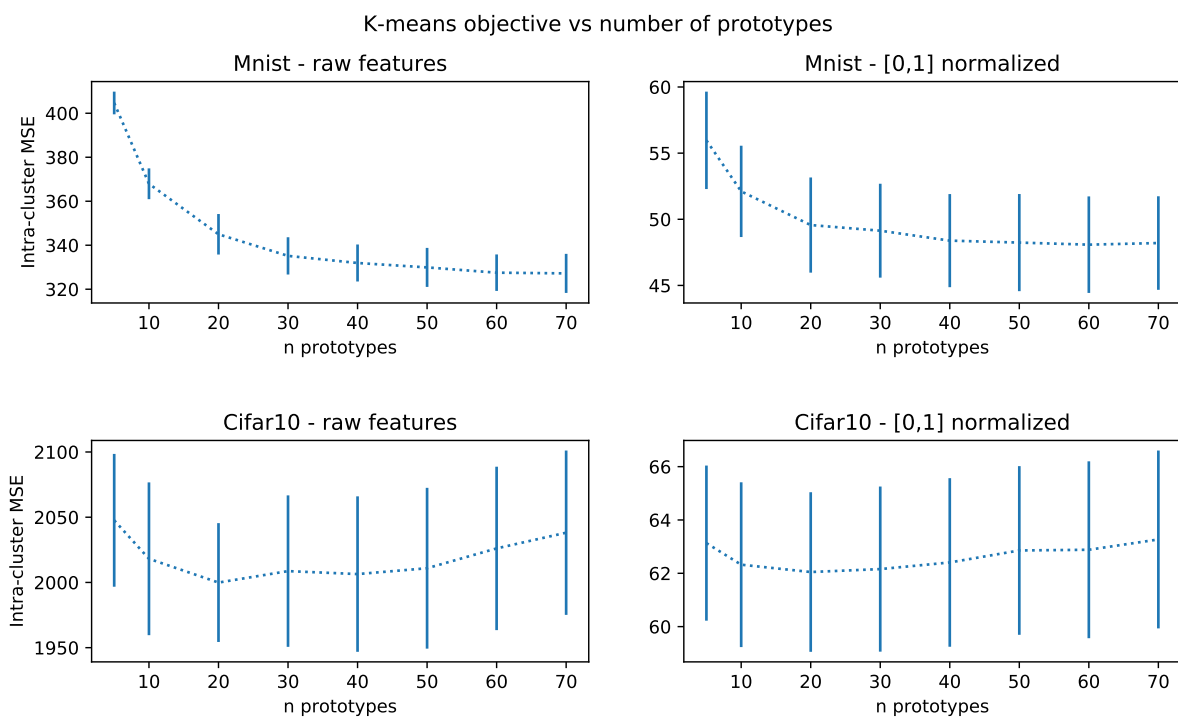 K-means objective vs number of prototypes
Mnist - raw features
Intra-cluster MSE
400
380
360
340
320
10 20 30 40 50 60 70
n prototypes
Mnist - [0,1] normalized
60
55
50
45
10 20 30 40 50 60 70
n prototypes
Cifar10 - raw features
Intra-cluster MSE
2100
2050
2000
1950
10 20 30 40 50 60 70
n prototypes
Cifar10 - [0,1] normalized
66
64
62
60
10 20 30 40 50 60 70
n prototypes